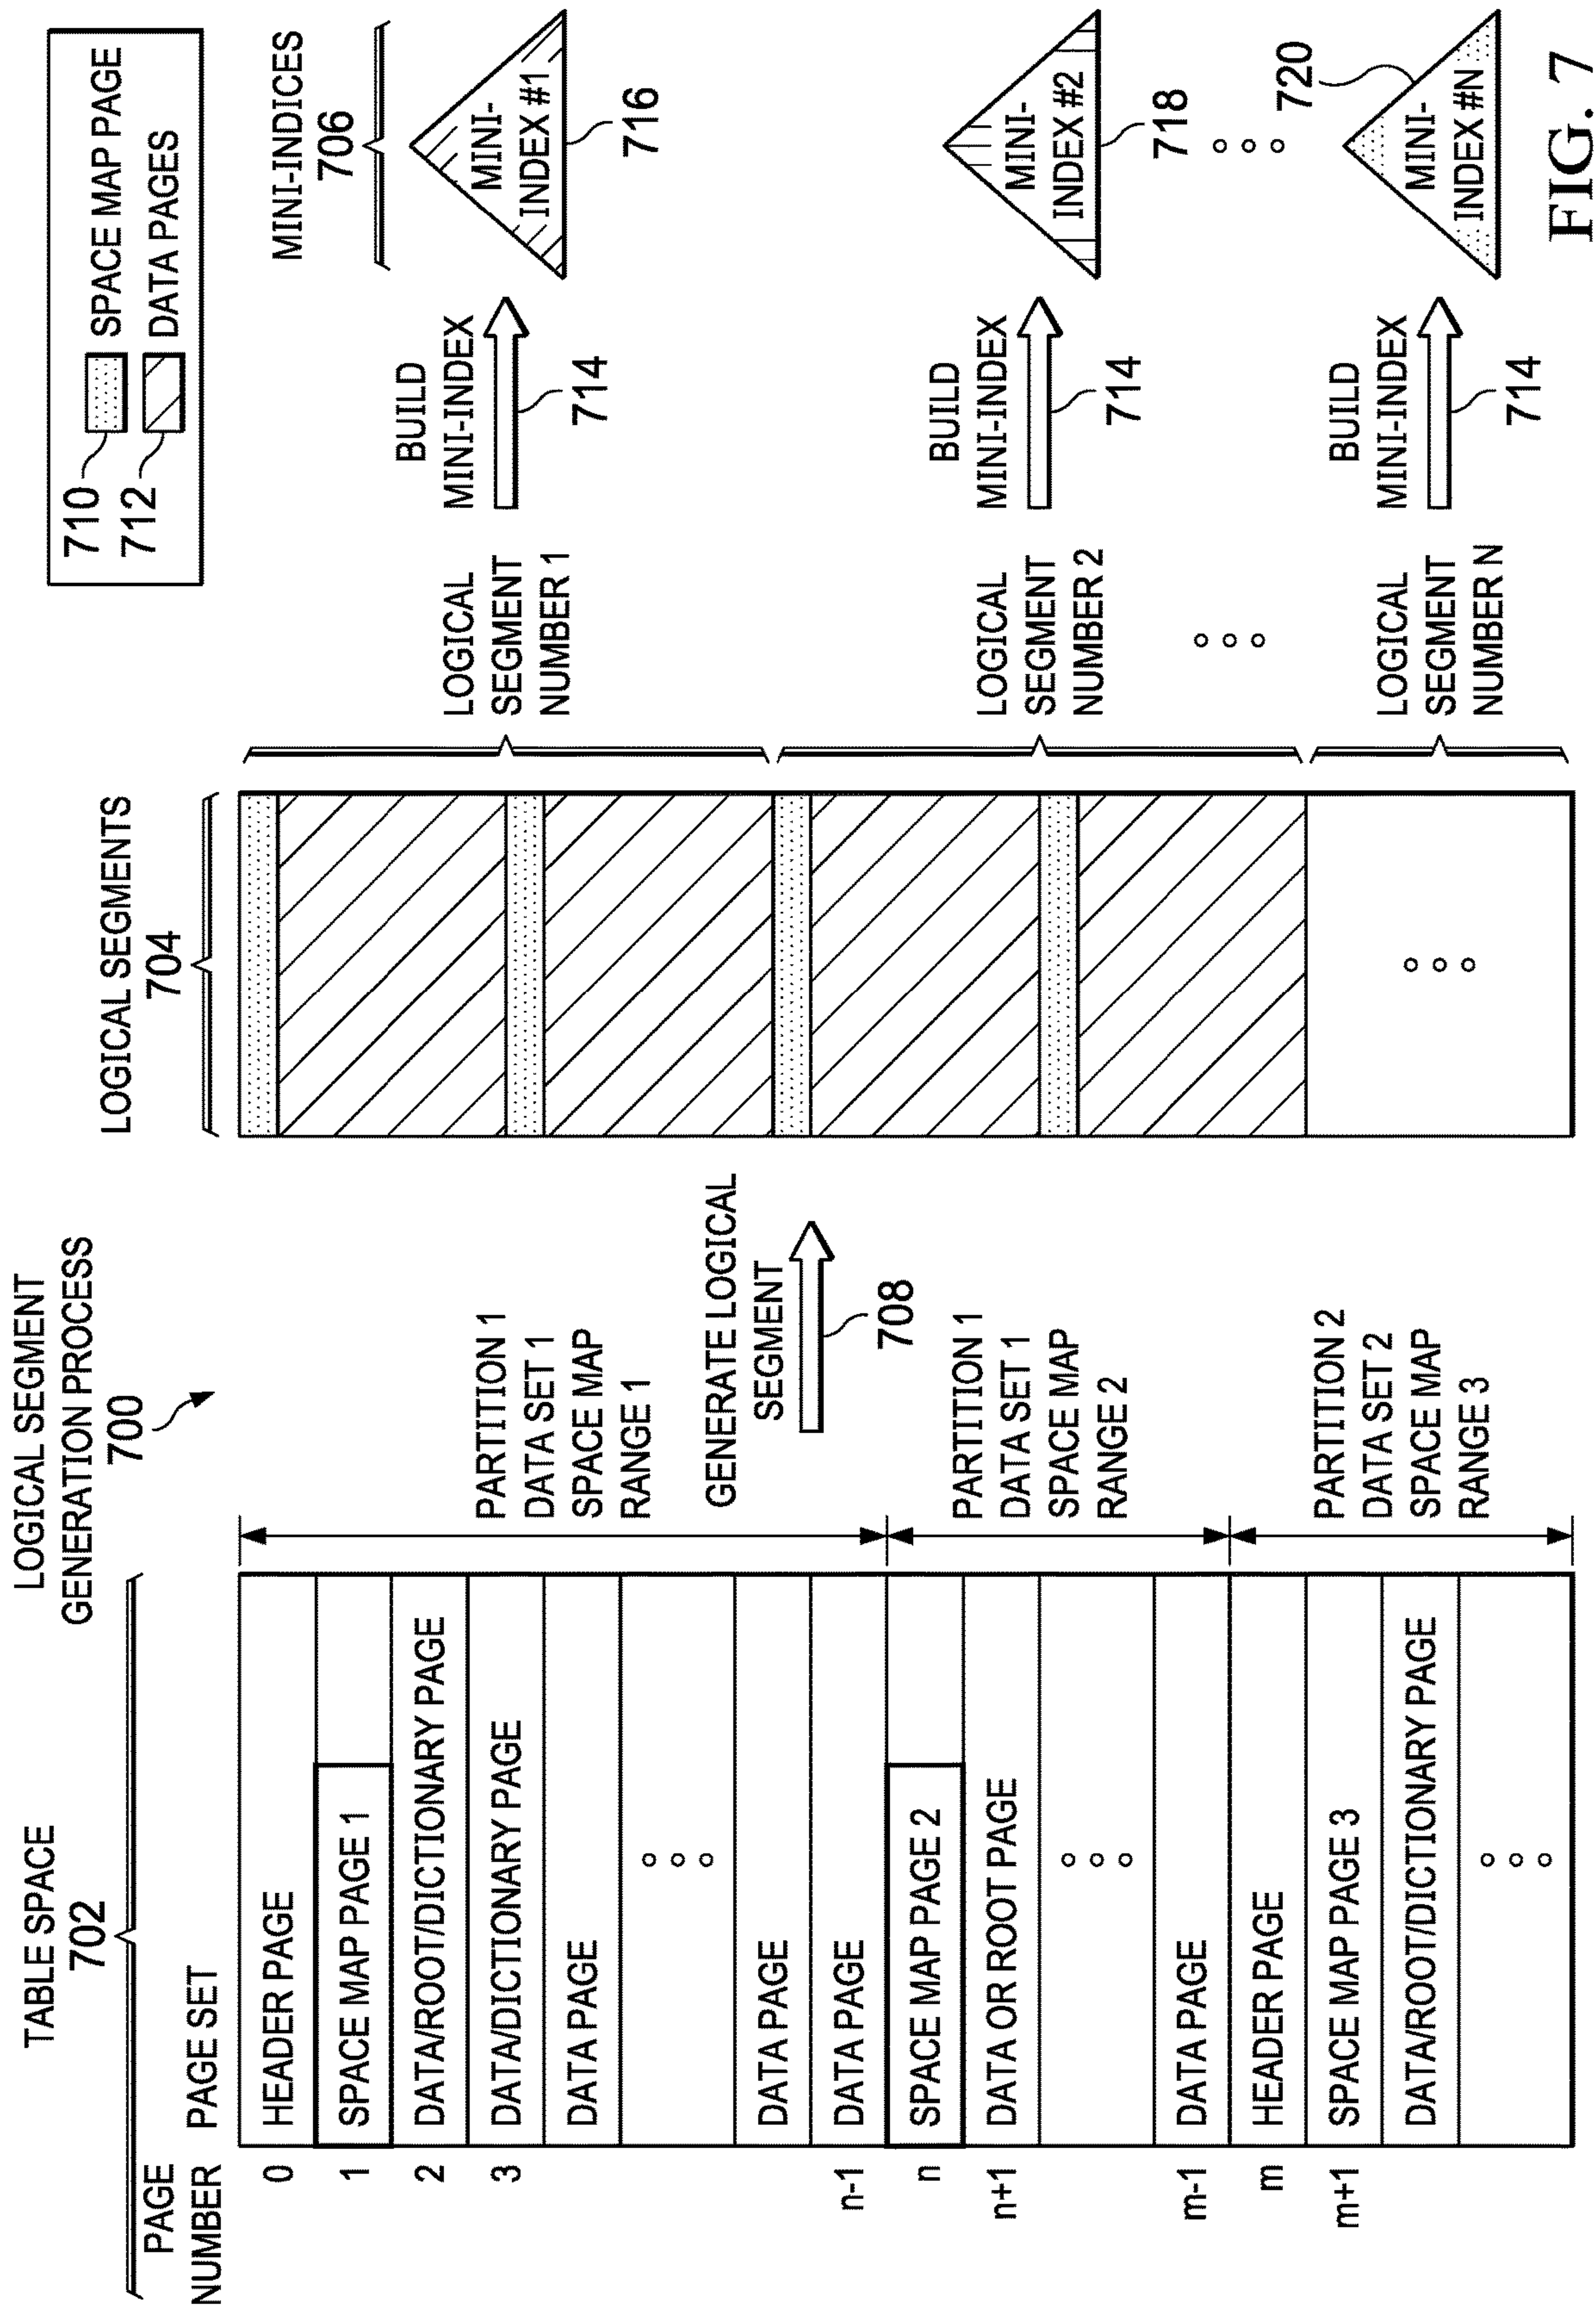 LOGICAL SEGMENT
GENERATION PROCESS
700
TABLE SPACE
702
PAGE
NUMBER
PAGE SET
0
HEADER PAGE
1
SPACE MAP PAGE 1
2
DATA/ROOT/DICTIONARY PAGE
3
DATA/DICTIONARY PAGE
DATA PAGE
DATA PAGE
n-1
DATA PAGE
n
SPACE MAP PAGE 2
n+1
DATA OR ROOT PAGE
m-1
DATA PAGE
m
HEADER PAGE
m+1
SPACE MAP PAGE 3
DATA/ROOT/DICTIONARY PAGE
PARTITION 1
DATA SET 1
SPACE MAP
RANGE 1
GENERATE LOGICAL
SEGMENT
708
PARTITION 1
DATA SET 1
SPACE MAP
RANGE 2
PARTITION 2
DATA SET 2
SPACE MAP
RANGE 3
LOGICAL SEGMENTS
704
LOGICAL
SEGMENT
NUMBER 1
LOGICAL
SEGMENT
NUMBER 2
LOGICAL
SEGMENT
NUMBER N
710
SPACE MAP PAGE
712
DATA PAGES
BUILD
MINI-INDEX
714
BUILD
MINI-INDEX
714
BUILD
MINI-INDEX
714
MINI-INDICES
706
MINI-
INDEX #1
716
MINI-
INDEX #2
718
720
MINI-
INDEX #N
FIG. 7